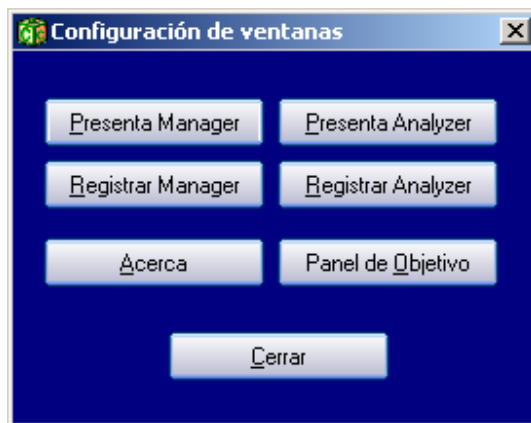 Configuración de ventanas
Presenta Manager
Presenta Analyzer
Registrar Manager
Registrar Analyzer
Acerca
Panel de Objetivo
Cerrar